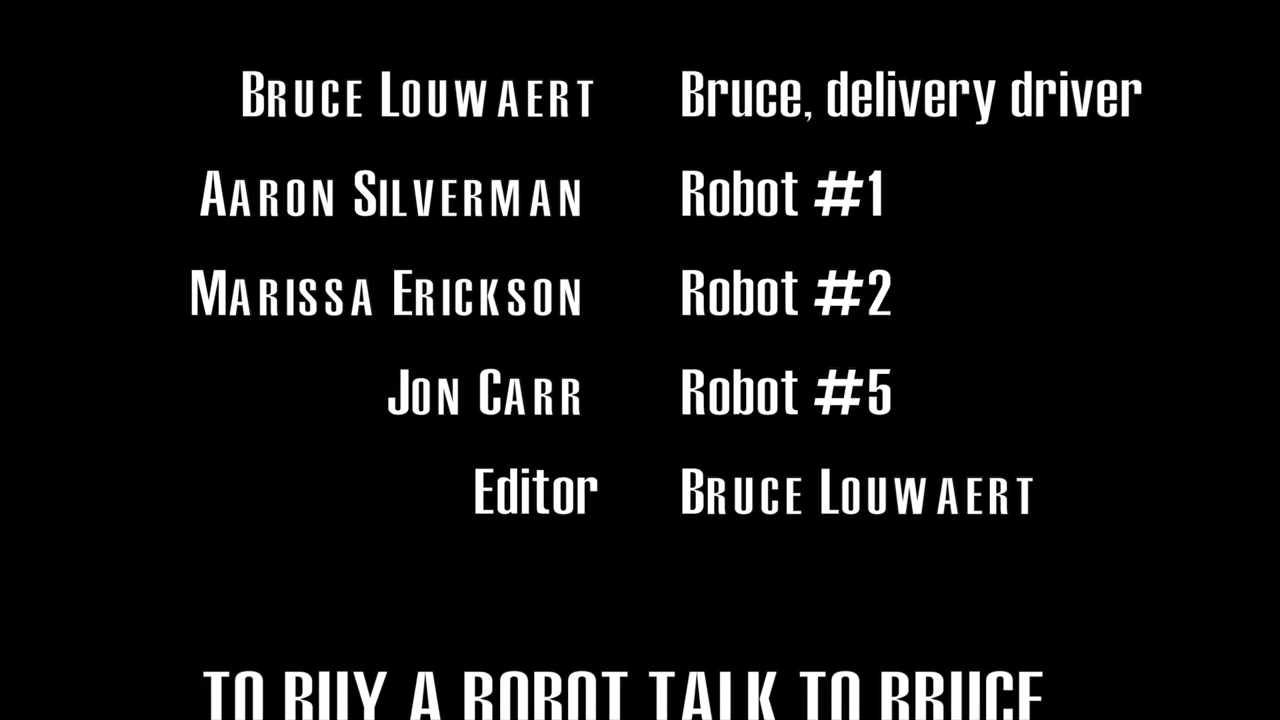 BRUCE LOUWAERT Bruce, delivery driver
AARON SILVERMAN Robot #1
MARISSA ERICKSON Robot #2
JON CARR Robot #5
Editor BRUCE LOUWAERT
TO BUY A ROBOT TALK TO BRUCE